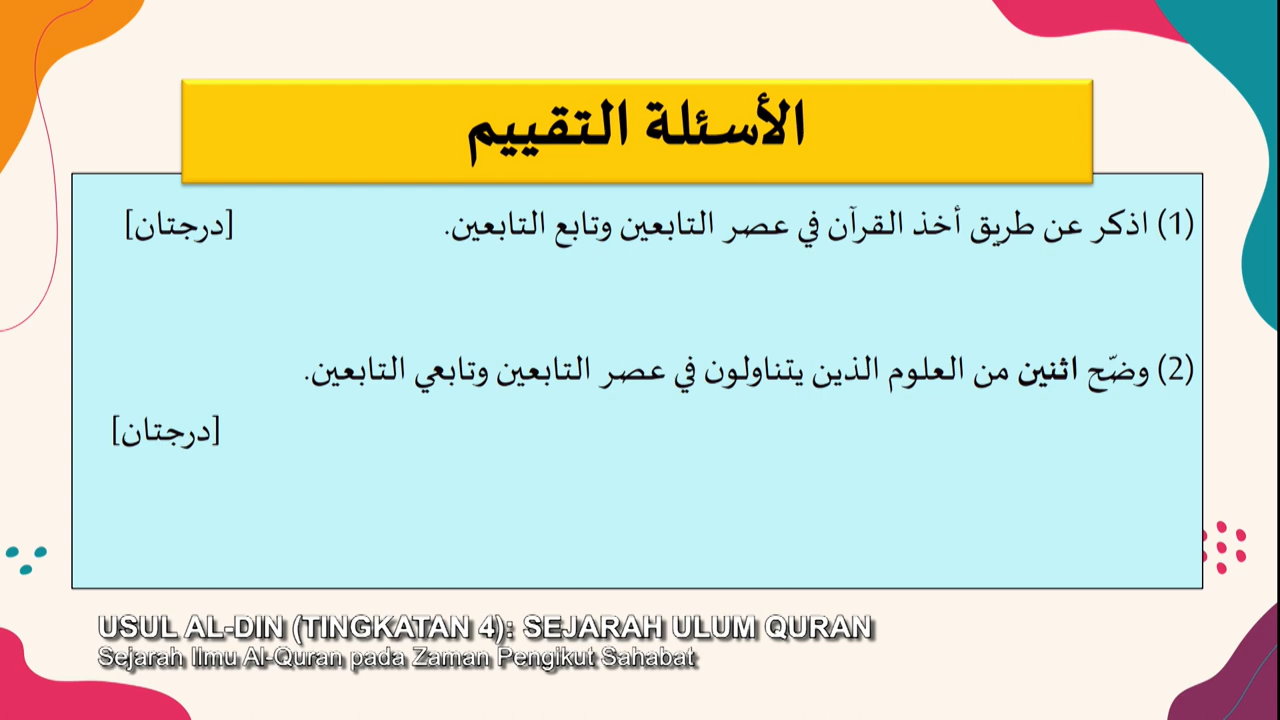 الأسئلة التقييم
(1) اذكر عن طريق أخذ القرآن في عصر التابعين وتابع التابعين. [درجتان]
(2) وضّح اثنين من العلوم الذين يتناولون في عصر التابعين وتابعي التابعين.
[درجتان]
USUL AL-DIN (TINGKATAN 4): SEJARAH ULUM QURAN
Sejarah Ilmu Al-Quran pada Zaman Pengikut Sahabat